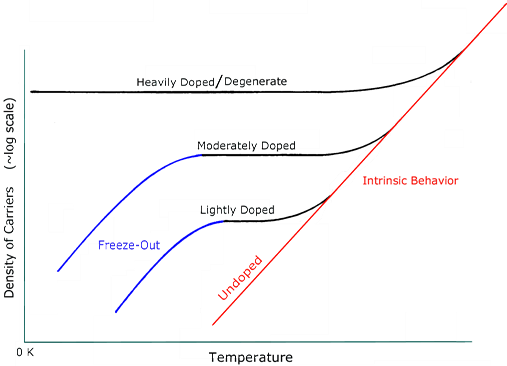 Heavily Doped/Degenerate
Moderately Doped
Intrinsic Behavior
Lightly Doped
Freeze-Out
Undoped
Density of Carriers (~log scale)
0 K
Temperature